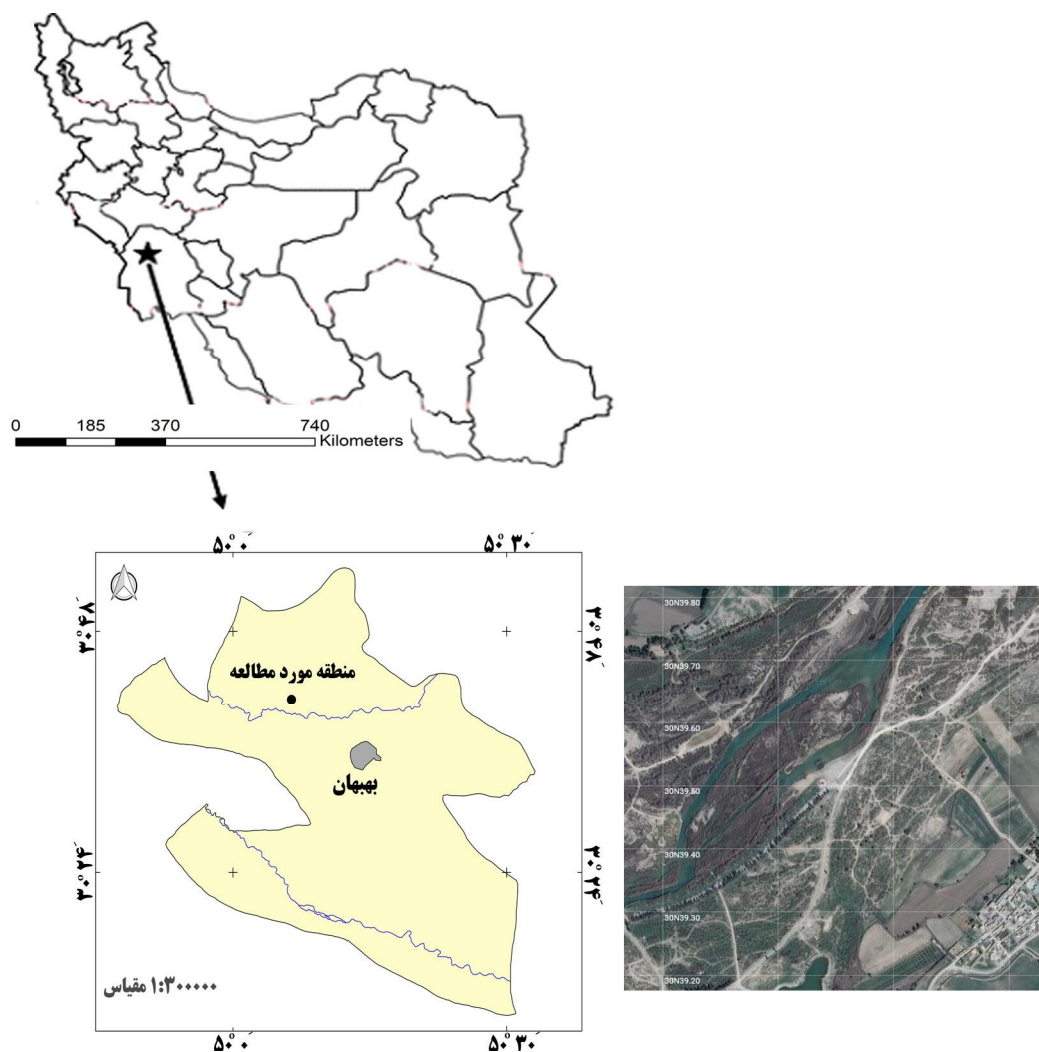 0 185 370 740
Kilometers
۵۰° ۰´ ۵۰° ۳۰´
۳۰° ۴۸´ ۳۰° ۴۸´
منطقه مورد مطالعه
بهبهان
۳۰° ۲۴´ ۳۰° ۲۴´
۱:۳۰۰۰۰۰ مقیاس
۵۰° ۰´ ۵۰° ۳۰´
30N39.80
30N39.70
30N39.60
30N39.50
30N39.40
30N39.30
30N39.20